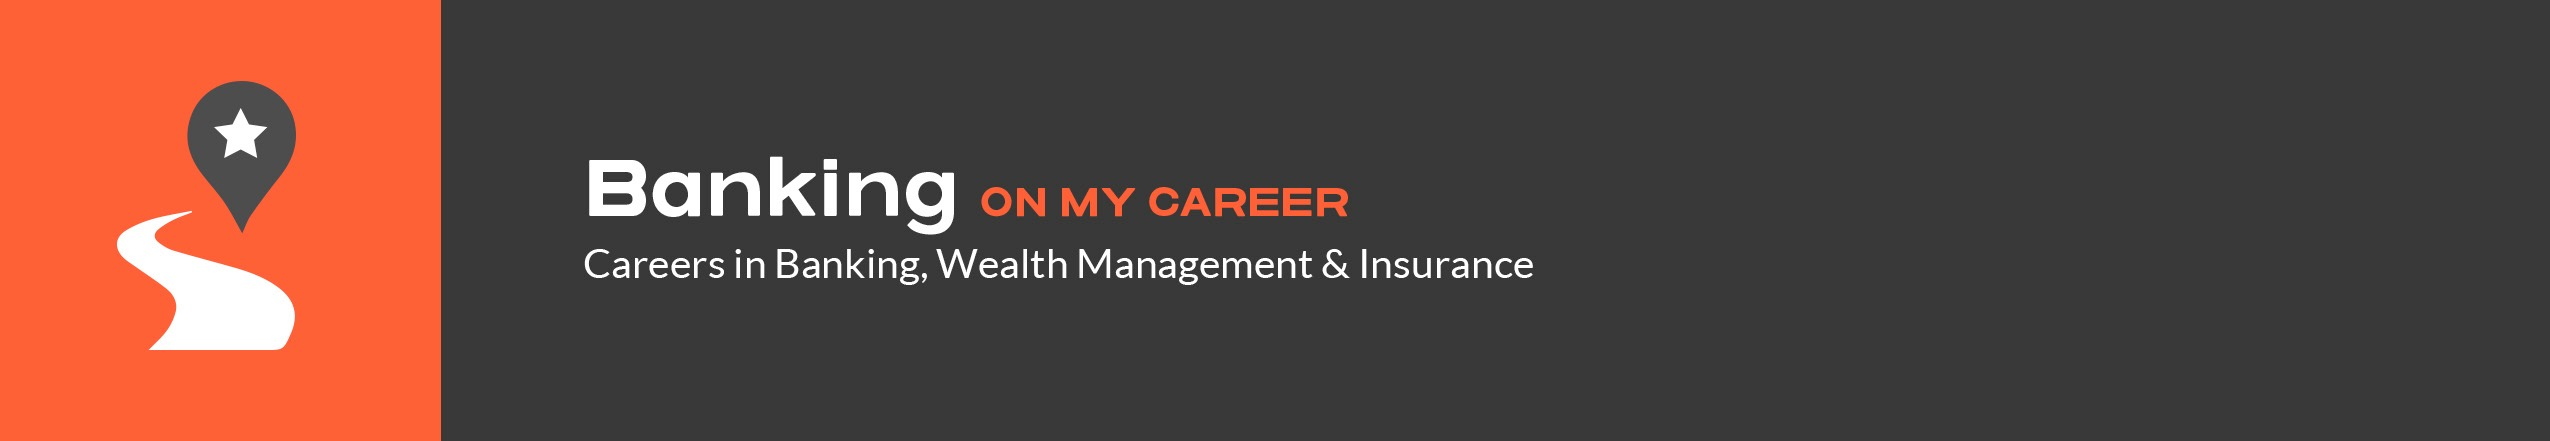 Banking ON MY CAREER
Careers in Banking, Wealth Management & Insurance